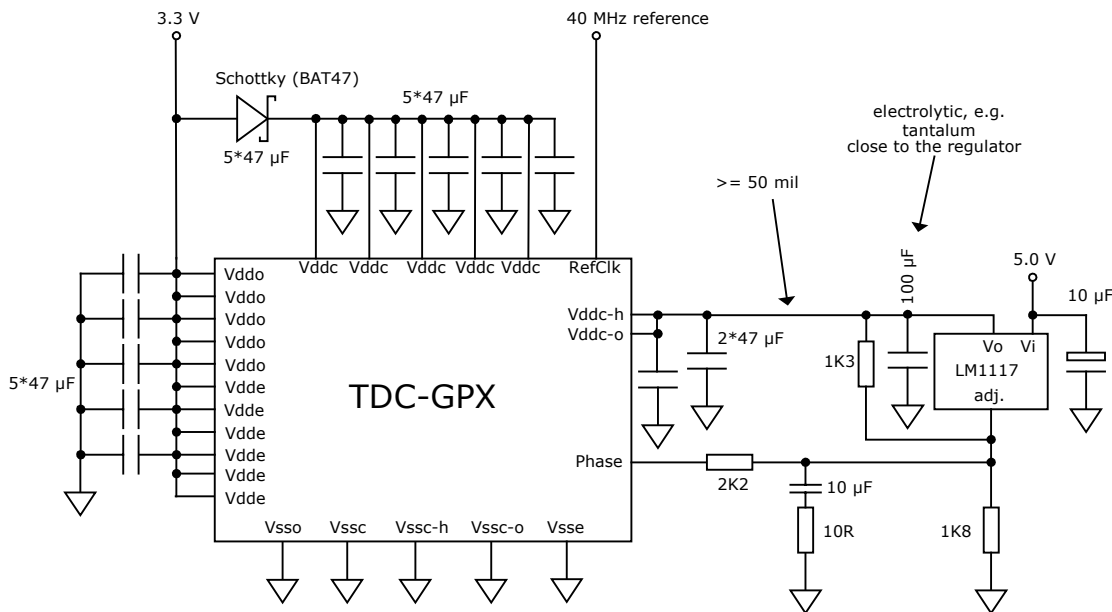 3.3 V
40 MHz reference
Schottky (BAT47)
5*47 µF
5*47 µF
electrolytic, e.g.
tantalum
close to the regulator
>= 50 mil
100 µF
5.0 V
10 µF
Vddc
Vddc
Vddc
Vddc
Vddc
RefClk
Vddo
Vddo
Vddo
Vddo
Vddo
Vdde
Vdde
Vdde
Vdde
Vdde
Vdde
5*47 µF
TDC-GPX
Vddc-h
Vddc-o
2*47 µF
1K3
Vo
Vi
LM1117
adj.
Phase
2K2
10 µF
10R
1K8
Vsso
Vssc
Vssc-h
Vssc-o
Vsse